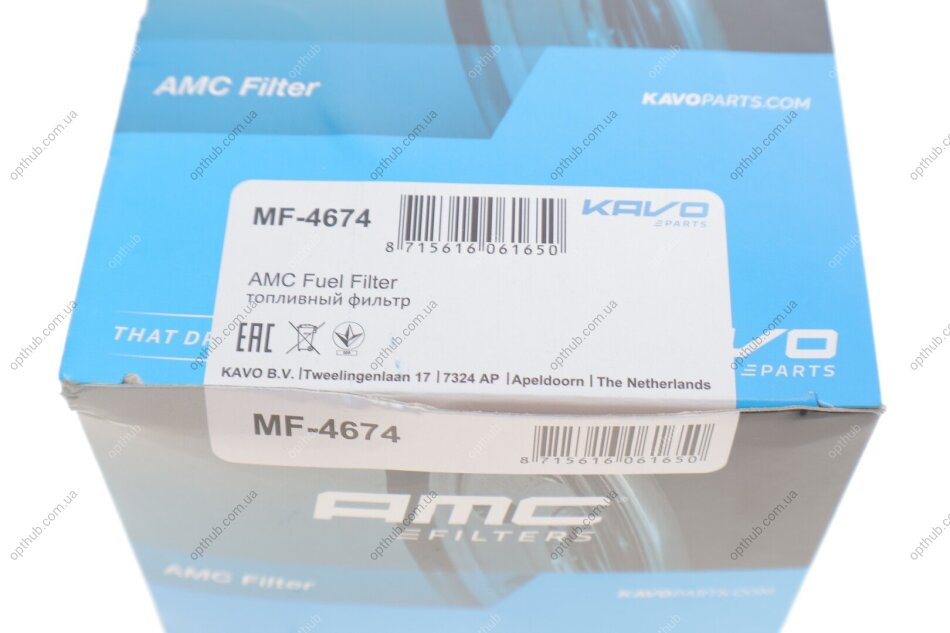 AMC Filter
KAVOPARTS.COM
MF-4674
8 715616 061650
KAVO
PARTS
AMC Fuel Filter
топливный фильтр
EAC
THAT DR
VO
PARTS
KAVO B.V. | Tweelingenlaan 17 | 7324 AP | Apeldoorn | The Netherlands
MF-4674
8 715616 061650
AMC
FILTERS
AMC Filter
KAVOPARTS.COM
opthub.com.ua